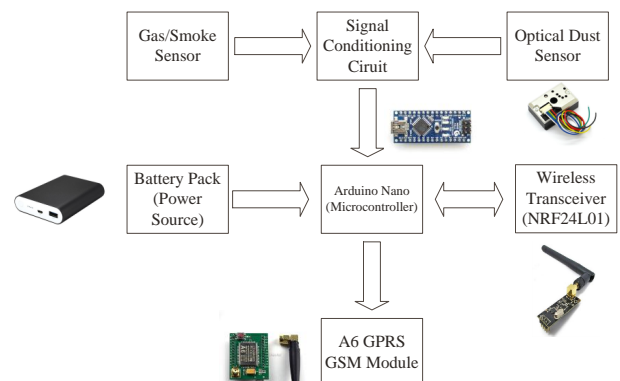 Gas/Smoke
Sensor
Signal
Conditioning
Ciruit
Optical Dust
Sensor
Battery Pack
(Power
Source)
Arduino Nano
(Microcontroller)
Wireless
Transceiver
(NRF24L01)
A6 GPRS
GSM Module